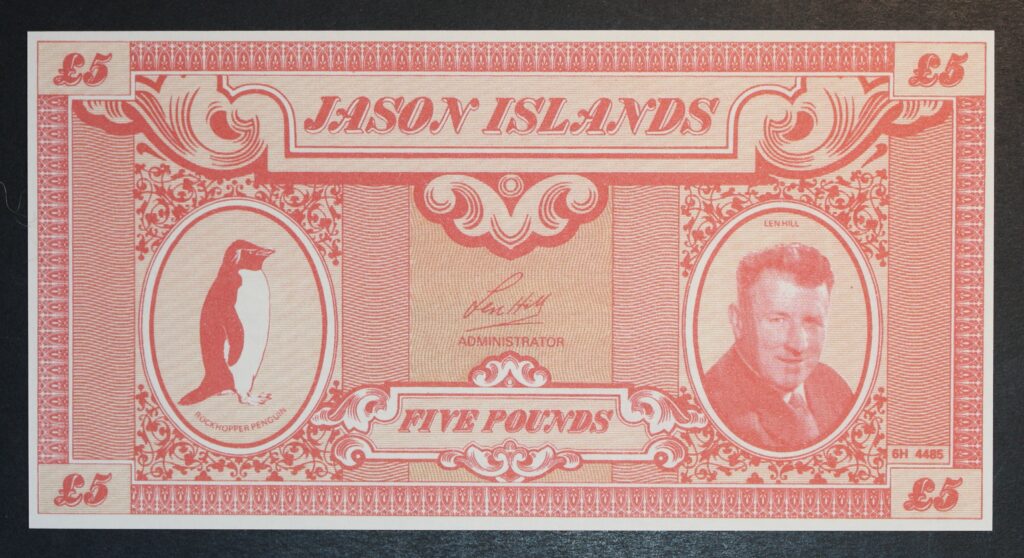 £5
£5
JASON ISLANDS
LEN HILL
Len Hill
ADMINISTRATOR
ROCKHOPPER PENGUIN
FIVE POUNDS
6H 4485
£5
£5